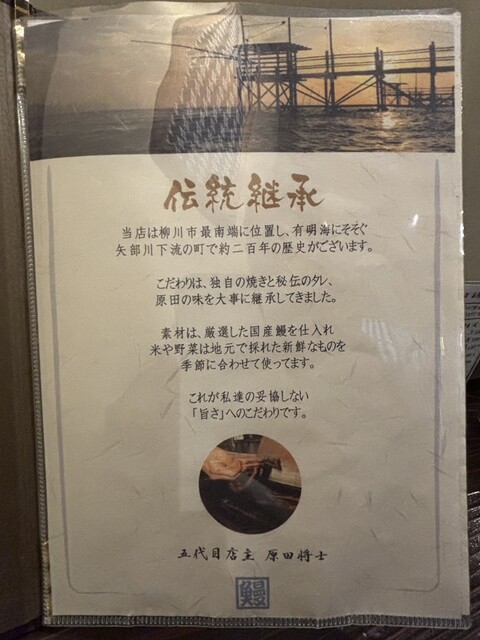 伝統継承
当店は柳川市最南端に位置し、有明海にそそぐ
矢部川下流の町で約二百年の歴史がございます。
こだわりは、独自の焼きと秘伝のタレ、
原田の味を大事に継承してきました。
素材は、厳選した国産鰻を仕入れ
米や野菜は地元で採れた新鮮なものを
季節に合わせて使ってます。
これが私達の妥協しない
「旨さ」へのこだわりです。
五代目店主 原田将士
鰻